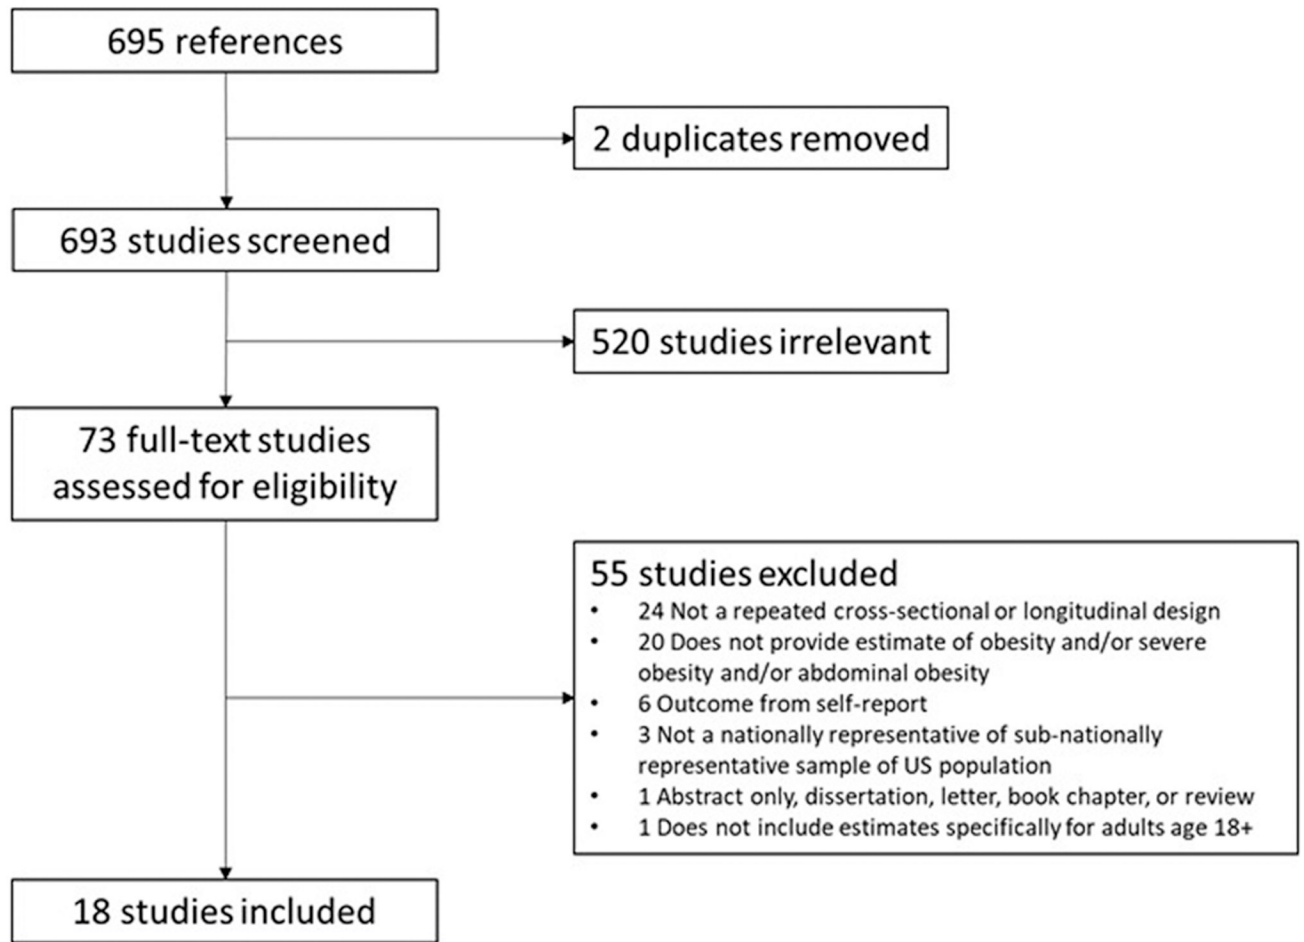 695 references
2 duplicates removed
693 studies screened
520 studies irrelevant
73 full-text studies
assessed for eligibility
55 studies excluded
• 24 Not a repeated cross-sectional or longitudinal design
• 20 Does not provide estimate of obesity and/or severe
obesity and/or abdominal obesity
• 6 Outcome from self-report
• 3 Not a nationally representative of sub-nationally
representative sample of US population
• 1 Abstract only, dissertation, letter, book chapter, or review
• 1 Does not include estimates specifically for adults age 18+
18 studies included